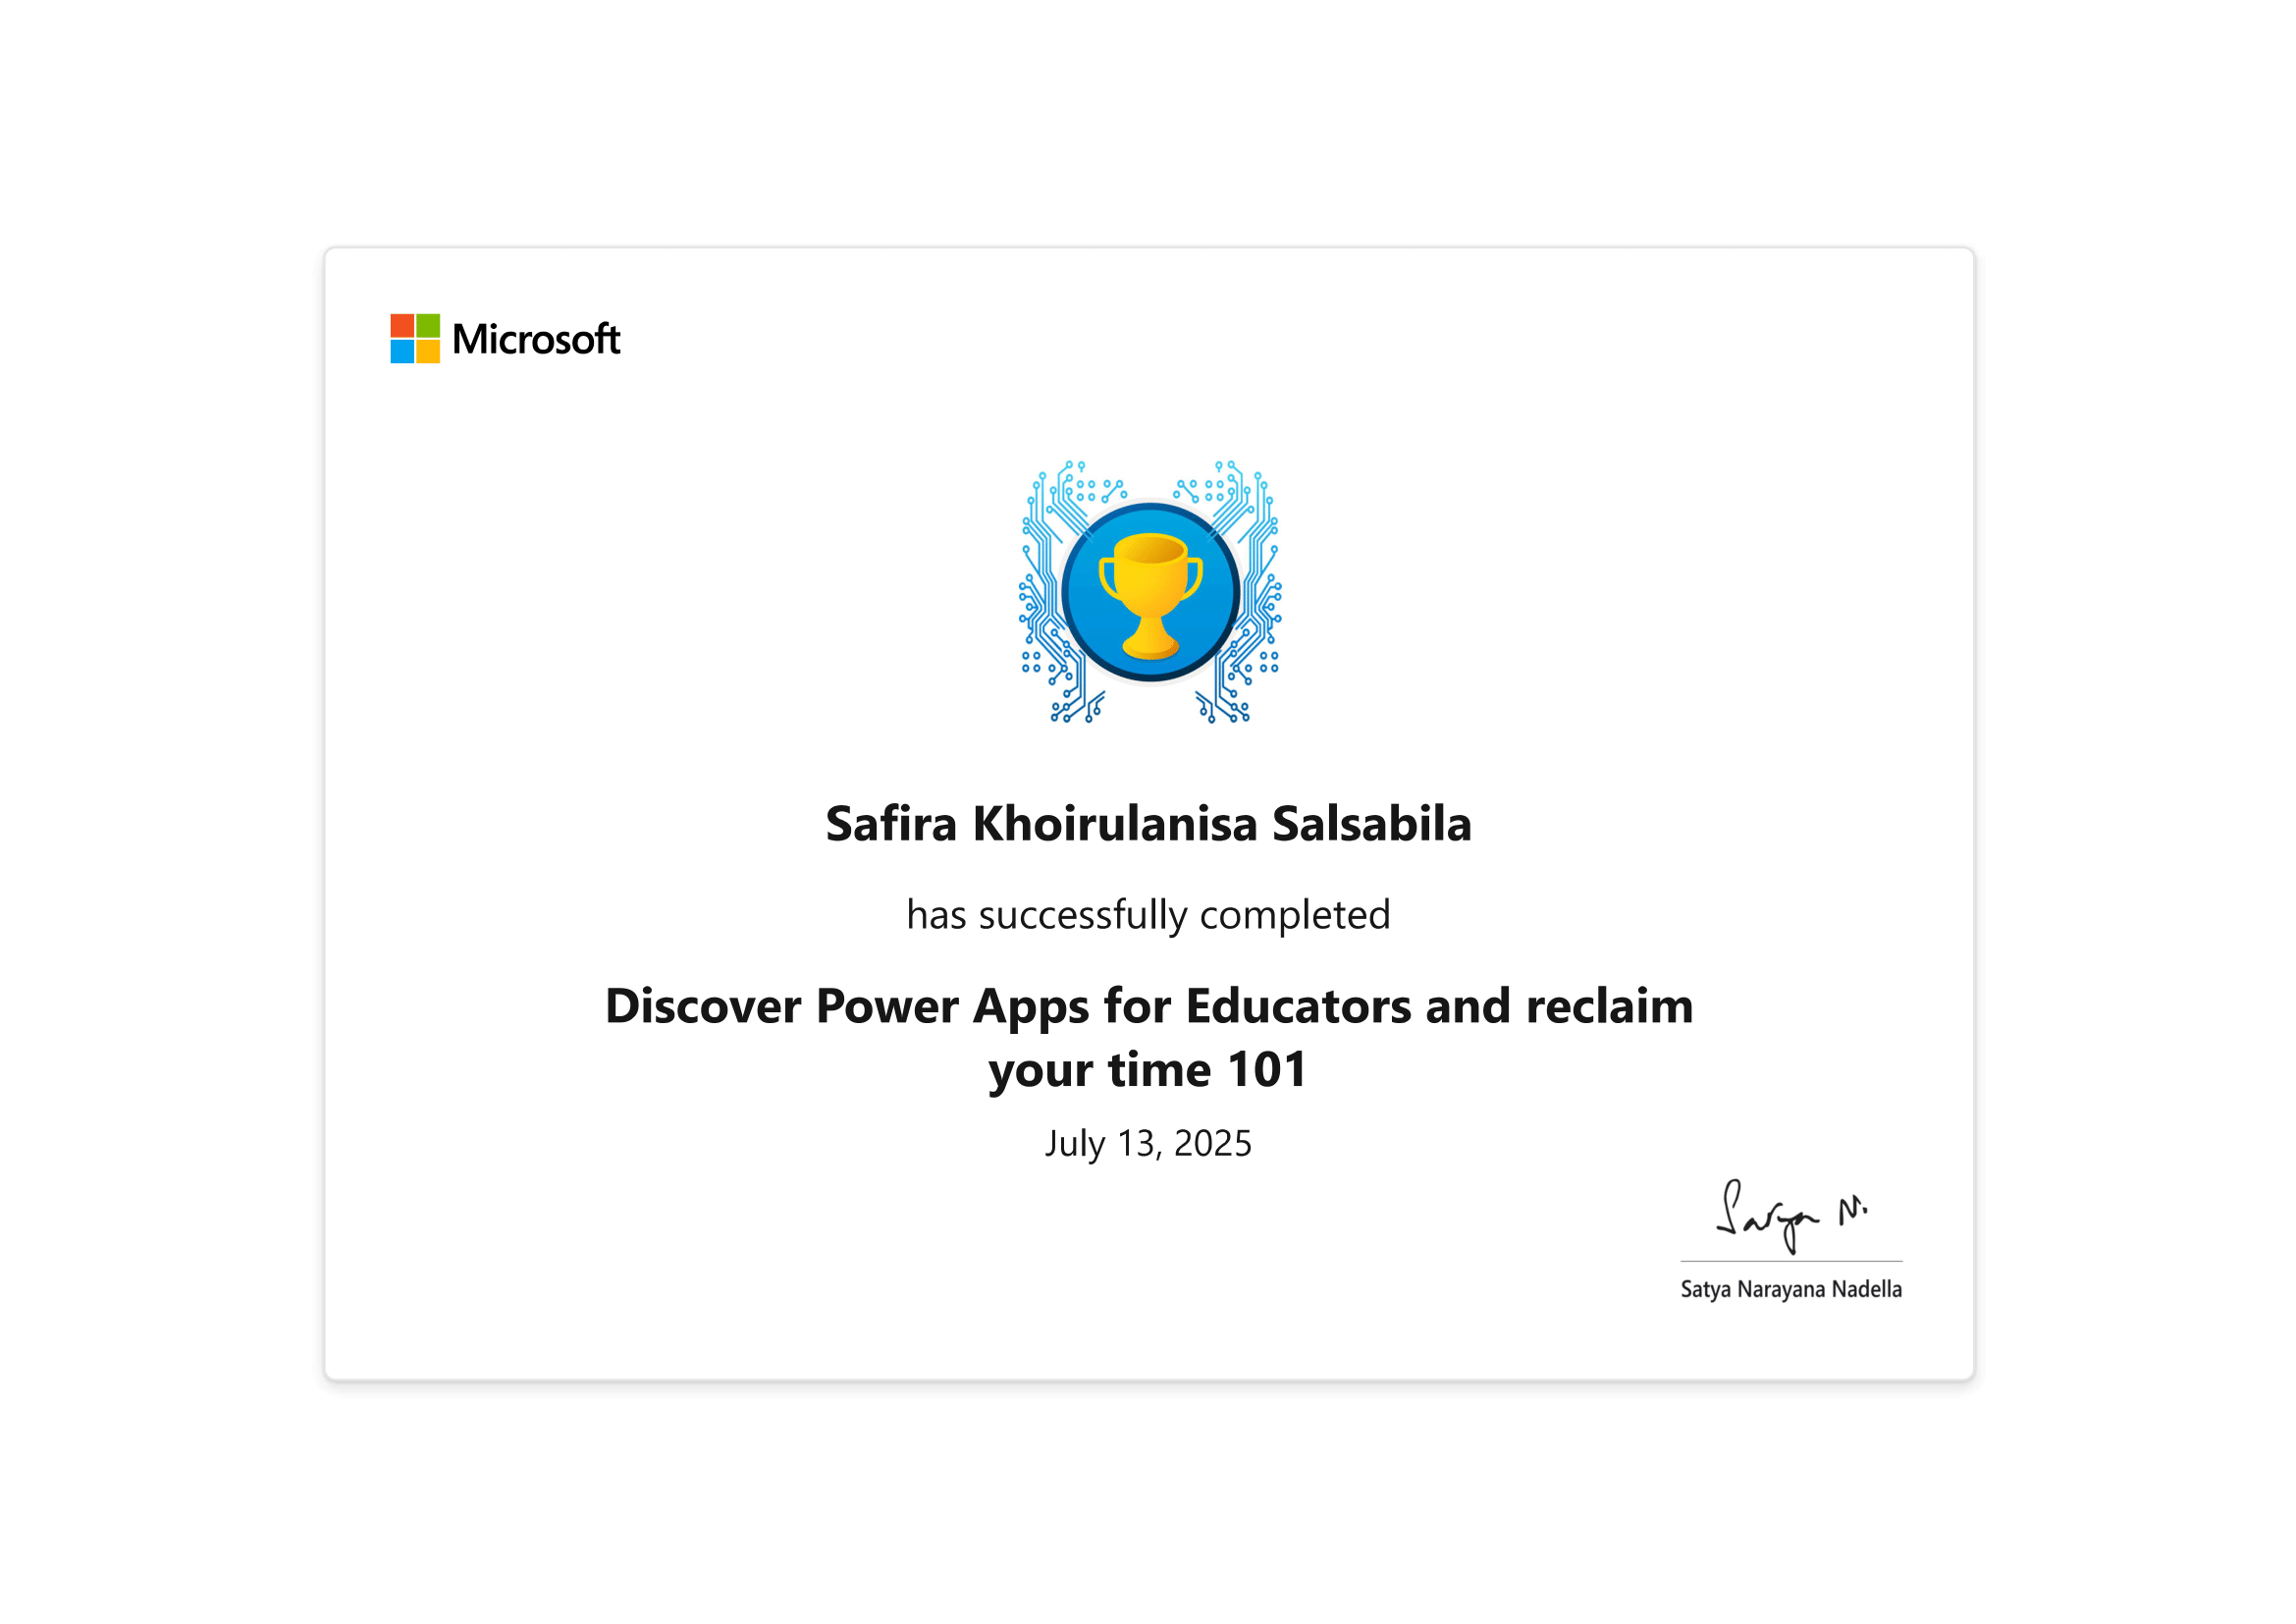 Microsoft
Safira Khoirulanisa Salsabila
has successfully completed
Discover Power Apps for Educators and reclaim
your time 101
July 13, 2025
Satya N.
Satya Narayana Nadella